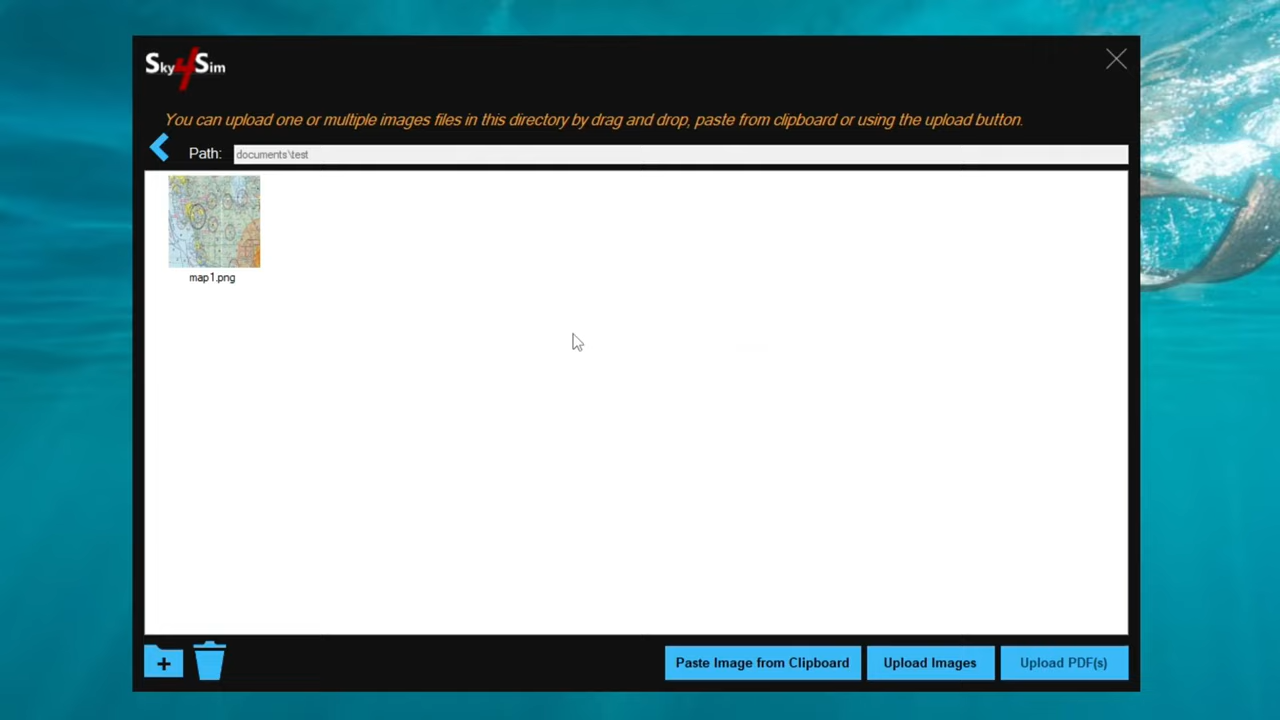 Sky4Sim
You can upload one or multiple images files in this directory by drag and drop, paste from clipboard or using the upload button.
Path: documents\test
map1.png
Paste Image from Clipboard Upload Images Upload PDF(s)